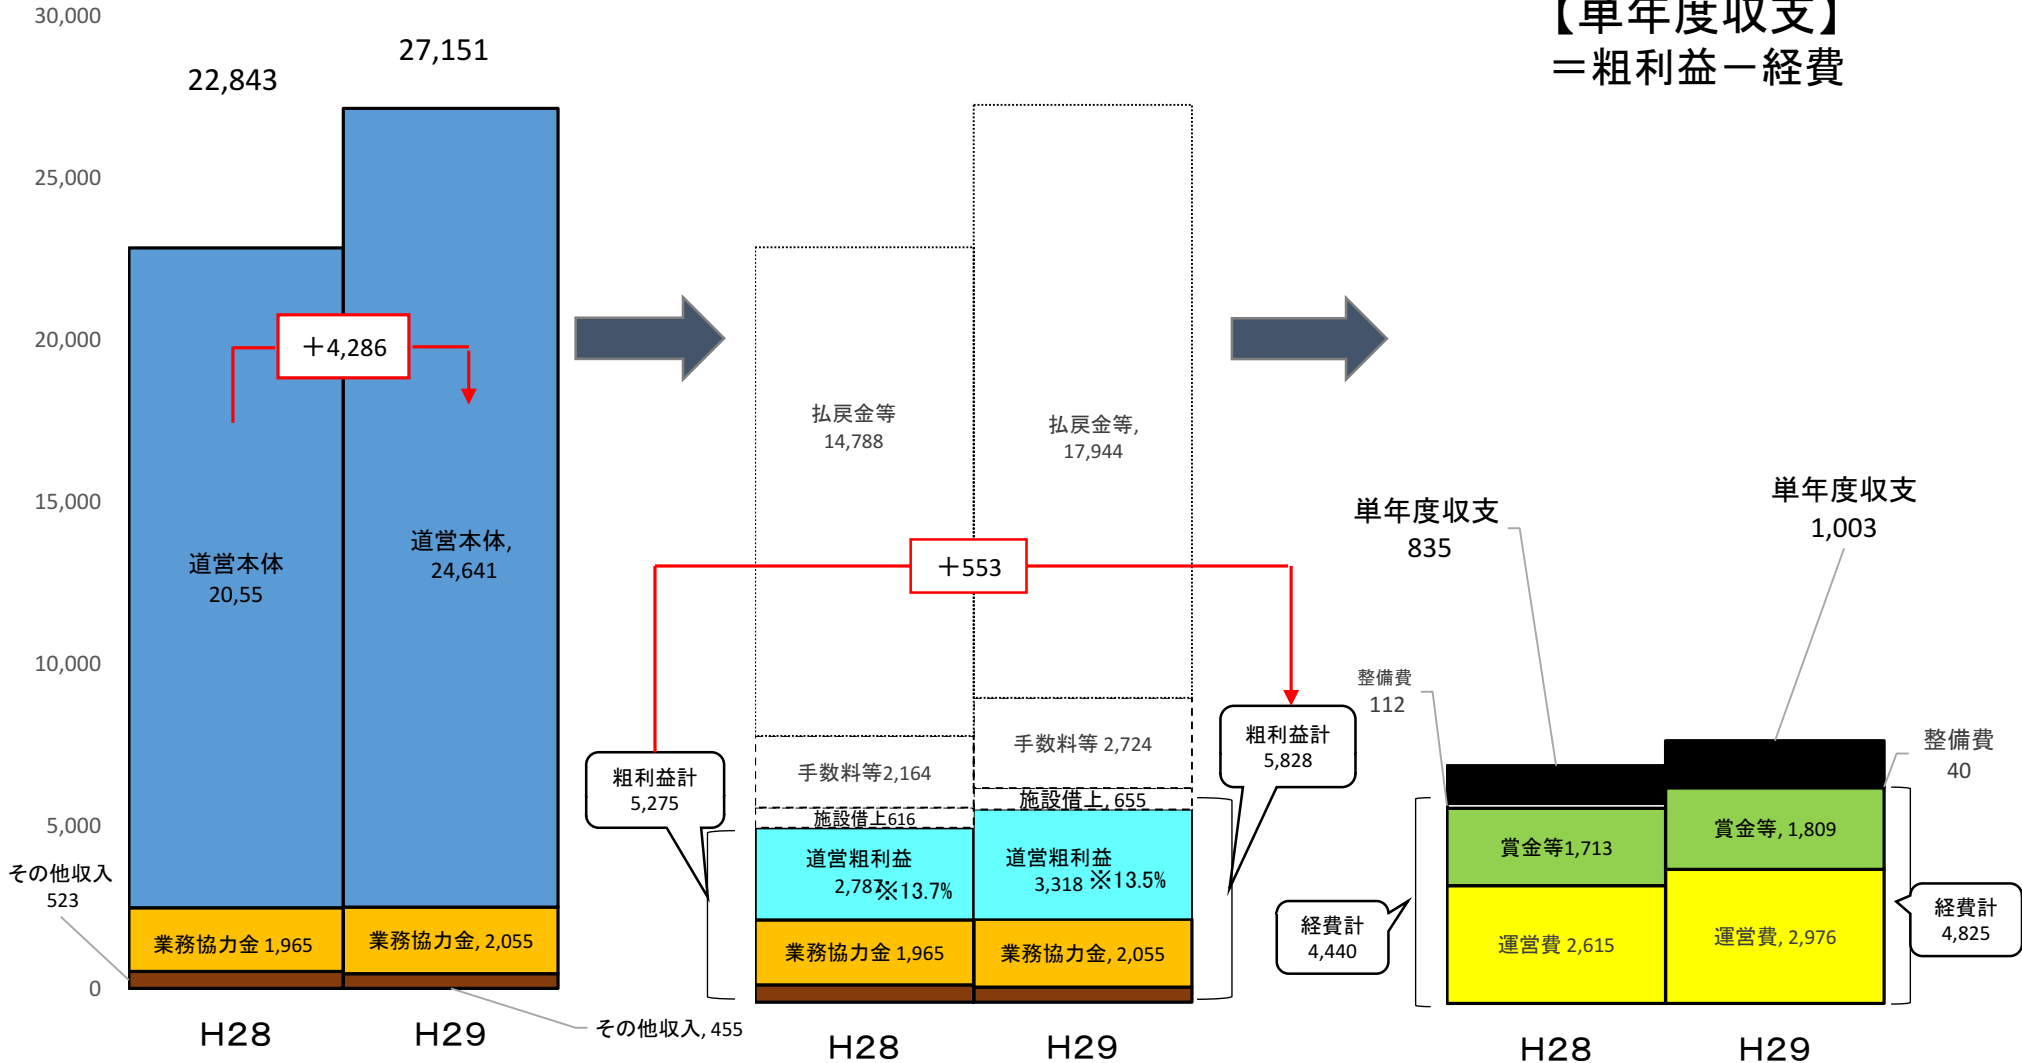 【単年度収支】
＝粗利益－経費
30,000
25,000
20,000
15,000
10,000
5,000
0
22,843
27,151
＋4,286
道営本体
20,55
道営本体,
24,641
その他収入
523
業務協力金 1,965
業務協力金, 2,055
その他収入, 455
H28
H29
払戻金等
14,788
払戻金等,
17,944
＋553
手数料等2,164
手数料等 2,724
施設借上616
施設借上, 655
粗利益計
5,275
粗利益計
5,828
道営粗利益
2,787※13.7%
道営粗利益
3,318 ※13.5%
業務協力金 1,965
業務協力金, 2,055
H28
H29
単年度収支
835
単年度収支
1,003
整備費
112
整備費
40
賞金等1,713
賞金等, 1,809
経費計
4,440
運営費 2,615
運営費, 2,976
経費計
4,825
H28
H29